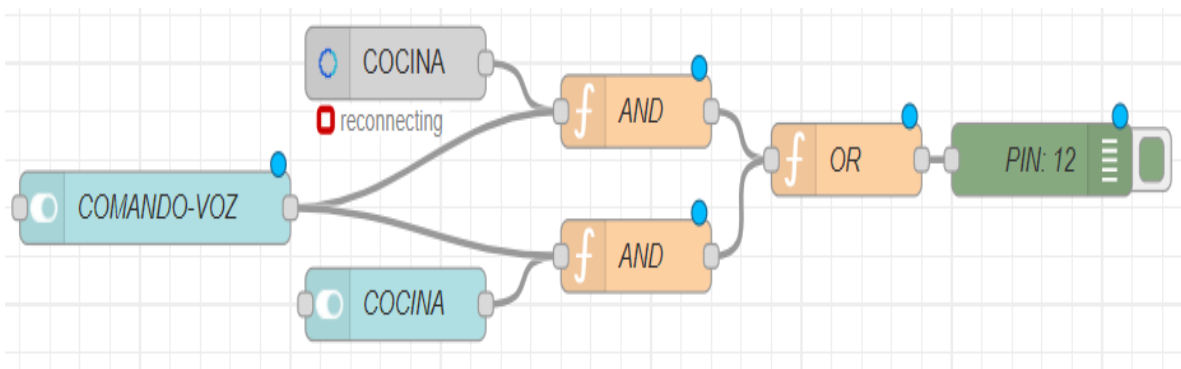 COCINA
reconnecting
AND
COMANDO-VOZ
OR
PIN: 12
AND
COCINA